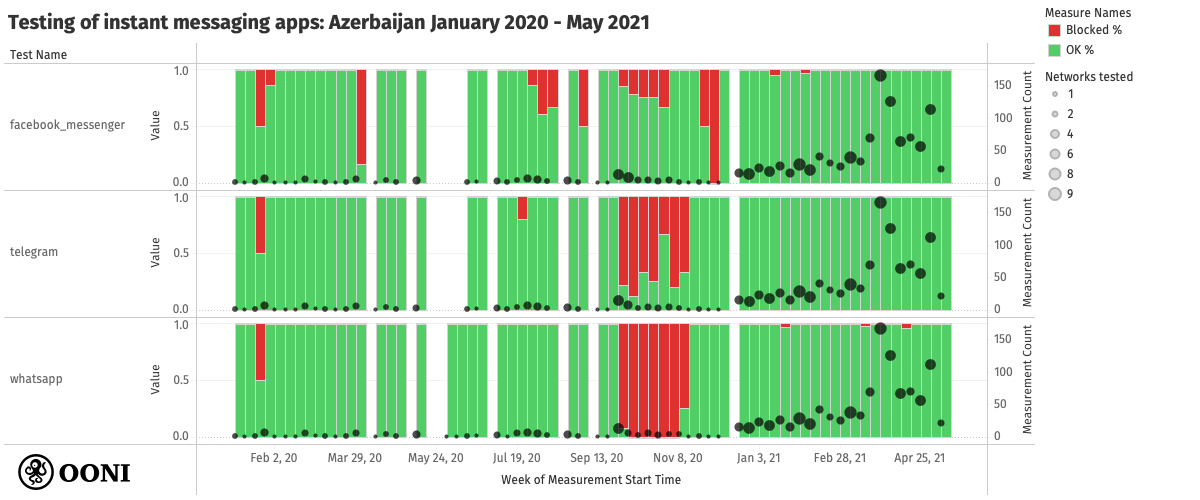 Testing of instant messaging apps: Azerbaijan January 2020 - May 2021
Measure Names
Blocked %
OK %
Networks tested
1
2
4
6
8
9
Test Name
facebook_messenger
Value
1.0
0.5
0.0
150
100
50
0
Measurement Count
telegram
Value
1.0
0.5
0.0
150
100
50
0
Measurement Count
whatsapp
Value
1.0
0.5
0.0
150
100
50
0
Measurement Count
Feb 2, 20 Mar 29, 20 May 24, 20 Jul 19, 20 Sep 13, 20 Nov 8, 20 Jan 3, 21 Feb 28, 21 Apr 25, 21
Week of Measurement Start Time
OONI